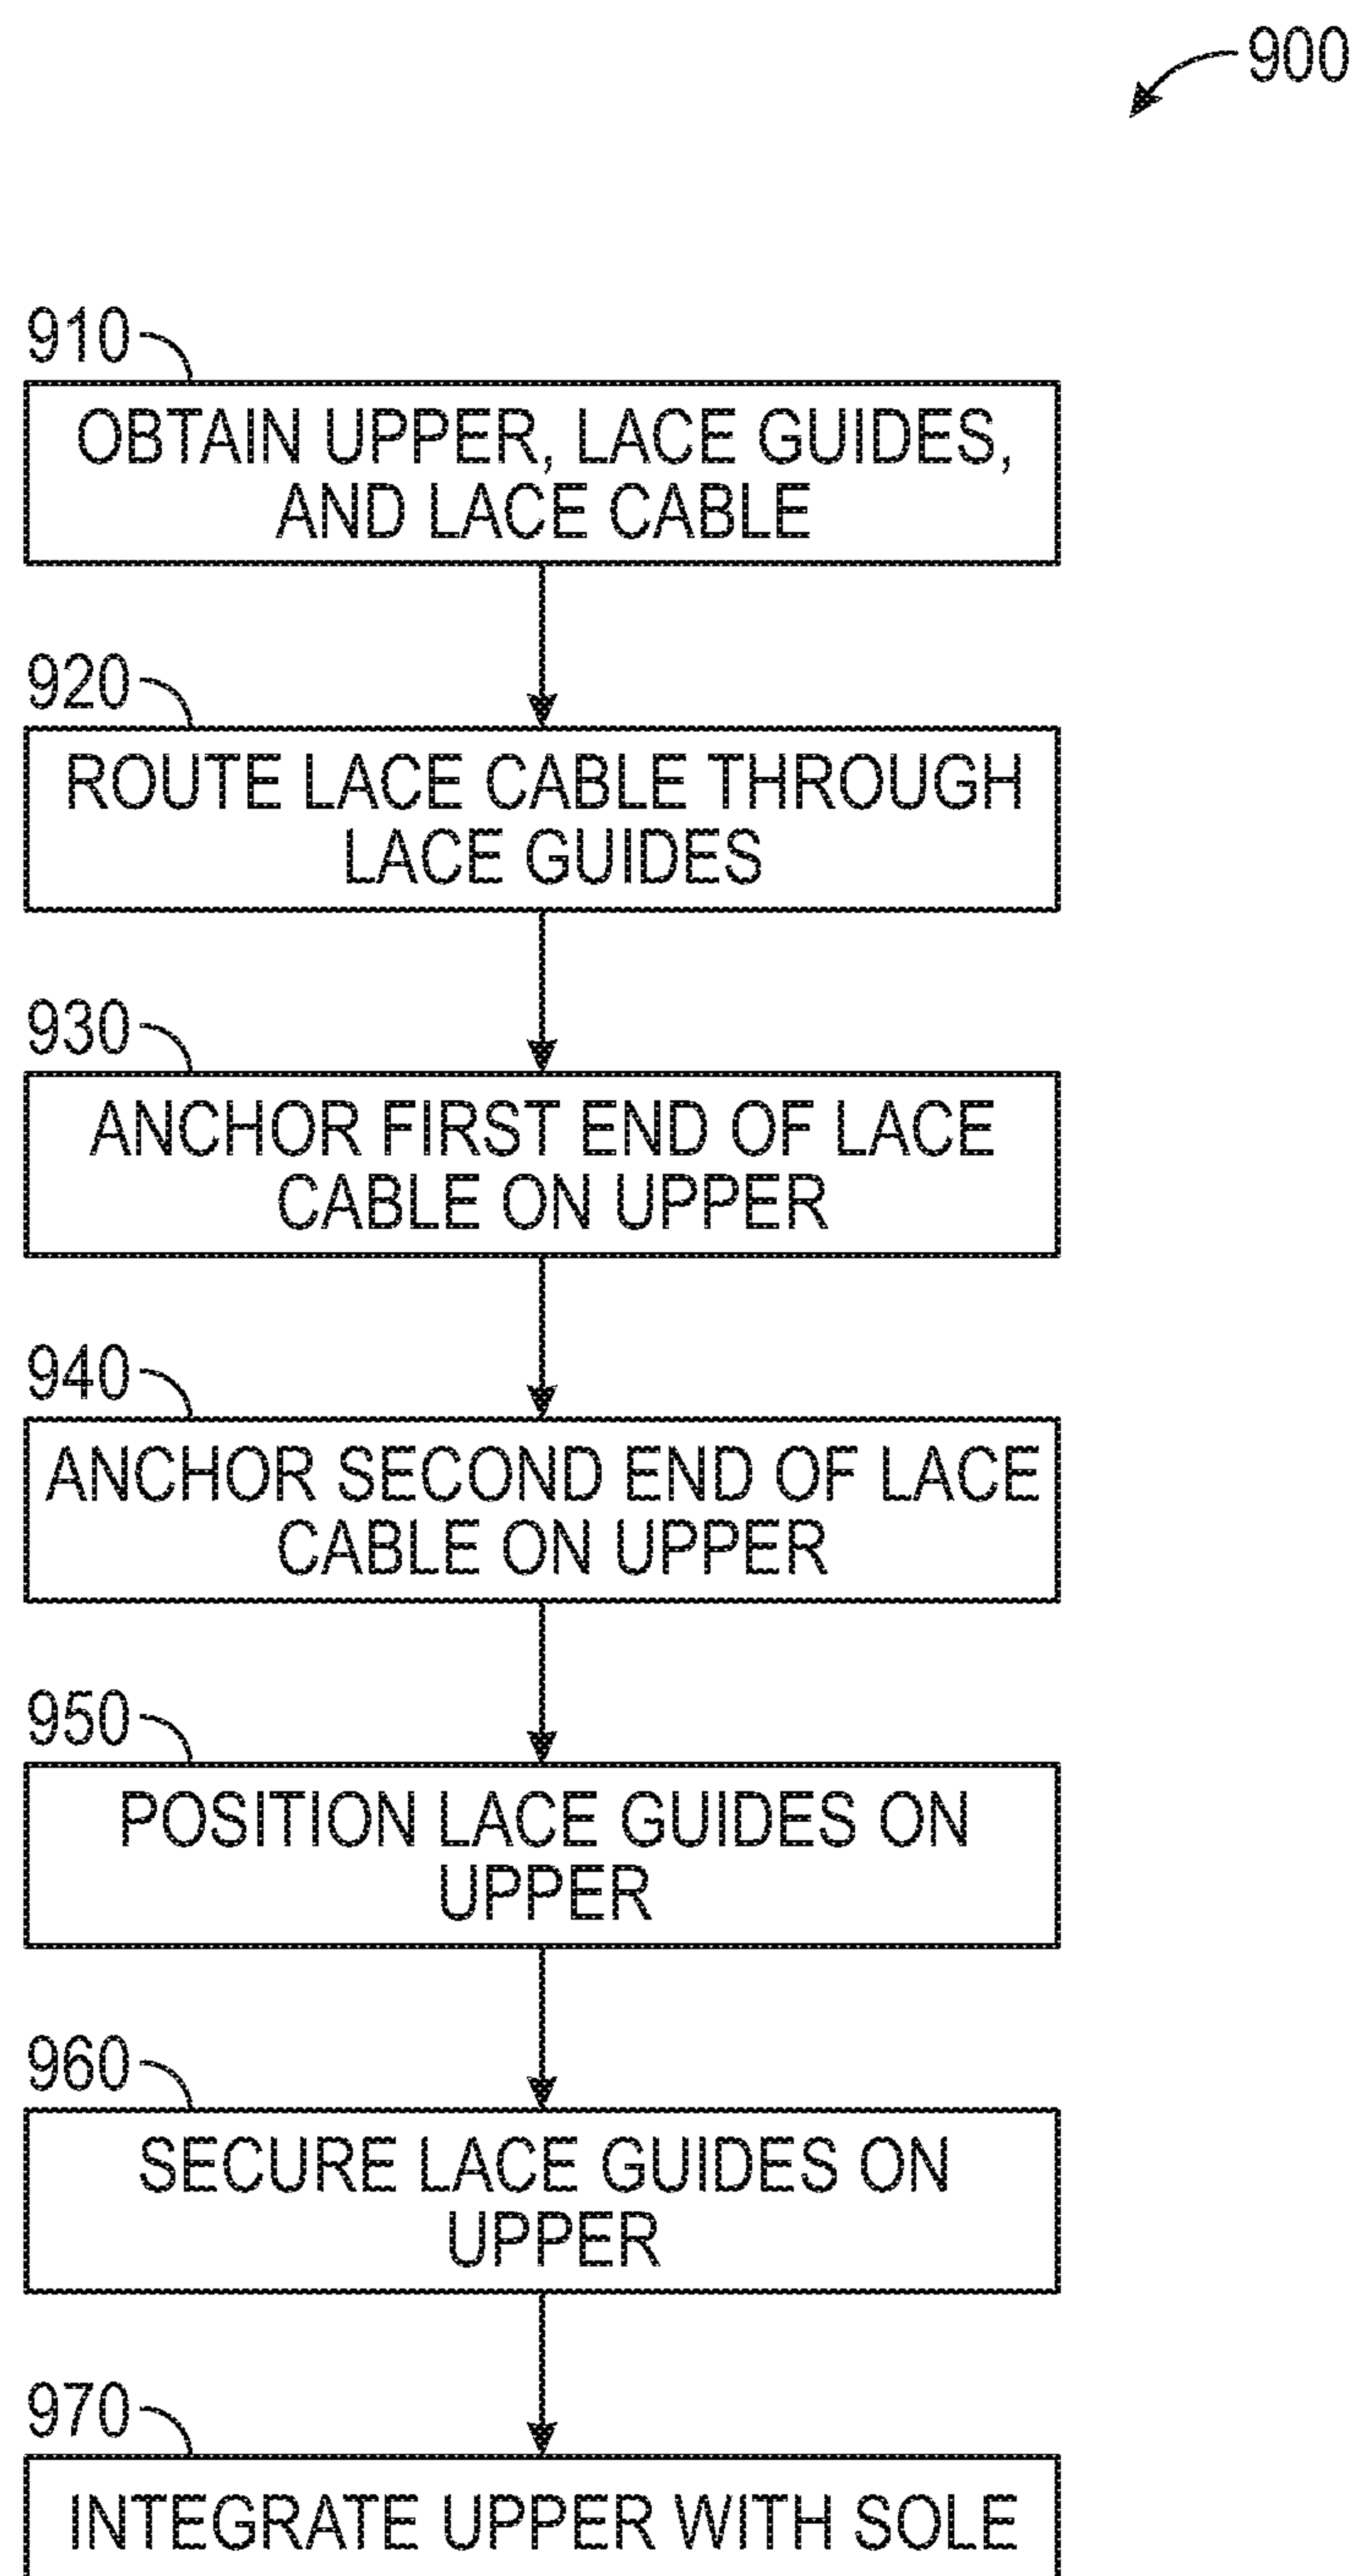 900
910
OBTAIN UPPER, LACE GUIDES,
AND LACE CABLE
920
ROUTE LACE CABLE THROUGH
LACE GUIDES
930
ANCHOR FIRST END OF LACE
CABLE ON UPPER
940
ANCHOR SECOND END OF LACE
CABLE ON UPPER
950
POSITION LACE GUIDES ON
UPPER
960
SECURE LACE GUIDES ON
UPPER
970
INTEGRATE UPPER WITH SOLE